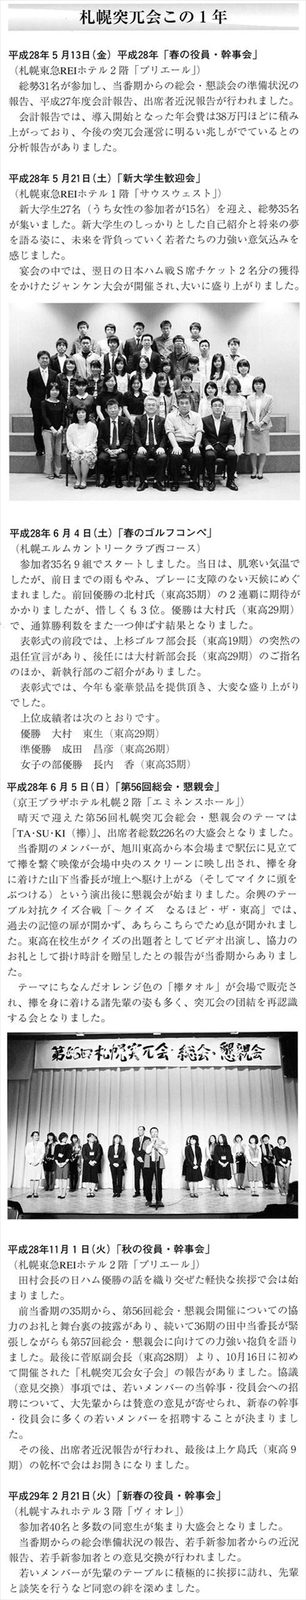 札幌突兀会この１年
平成28年５月13日(金) 平成28年「春の役員・幹事会」
（札幌東急REIホテル２階「プリエール」）
　総勢31名が参加し、当番期からの総会・懇談会の準備状況の
報告、平成27年度会計報告、出席者近況報告が行われました。
　会計報告では、導入開始となった年会費は38万円ほどに積み
上がっており、今後の突兀会運営に明るい兆しがでているとの
分析報告がありました。
平成28年５月21日(土)「新大学生歓迎会」
（札幌東急REIホテル１階「サウスウェスト」）
　新大学生27名（うち女性の参加者が15名）を迎え、総勢35名
が集いました。新大学生のしっかりとした自己紹介と将来の夢
を語る姿に、未来を背負っていく若者たちの力強い意気込みを
感じました。
　宴会の中では、翌日の日本ハム戦Ｓ席チケット２名分の獲得
をかけたジャンケン大会が開催され、大いに盛り上がりました。
平成28年６月４日(土)「春のゴルフコンペ」
（札幌エルムカントリークラブ西コース）
　参加者35名９組でスタートしました。当日は、肌寒い気温で
したが、前日までの雨もやみ、プレーに支障のない天候にめぐ
まれました。前回優勝の北村氏（東高35期）の２連覇に期待が
かかりましたが、惜しくも３位。優勝は大村氏（東高29期）
で、通算勝利数をまた一つ伸ばす結果となりました。
　表彰式の前段では、上杉ゴルフ部会長（東高19期）の突然の
退任宣言があり、後任には大村新部会長（東高29期）のご指名
のほか、新執行部のご紹介がありました。
　表彰式では、今年も豪華景品を提供頂き、大変な盛り上がり
でした。
　上位成績者は次のとおりです。
　優勝　大村　東生（東高29期）
　準優勝　成田　昌彦（東高26期）
　女子の部優勝　長内　香（東高35期）
平成28年６月５日(日)「第56回総会・懇親会」
（京王プラザホテル札幌２階「エミネンスホール」）
　晴天で迎えた第56回札幌突兀会総会・懇親会のテーマは
「TA･SU･KI（襷）」、出席者総数226名の大盛会となりました。
　当番期のメンバーが、旭川東高から本会場まで駅伝に見立て
て襷を繋ぐ映像が会場中央のスクリーンに映し出され、襷を身
に着けた山下当番長が壇上へ駆け上がる（そしてマイクに頭を
ぶつける）という演出後に懇親会が始まりました。余興のテー
ブル対抗クイズ合戦「～クイズ　なるほど・ザ・東高」では、
過去の記憶の扉が開かず、あちらこちらでため息が聞かれまし
た。東高在校生がクイズの出題者としてビデオ出演し、協力の
お礼として掛け時計を贈呈したとの報告が当番期からありまし
た。
　テーマにちなんだオレンジ色の「襷タオル」が会場で販売さ
れ、襷を身に着ける諸先輩の姿も多く、突兀会の団結を再認識
する会となりました。
第56回札幌突兀会・総会・懇親会
平成28年11月１日(火)「秋の役員・幹事会」
（札幌東急REIホテル２階「プリエール」）
　田村会長の日ハム優勝の話を織り交ぜた軽快な挨拶で会は始
まりました。
　前当番期の35期から、第56回総会・懇親会開催についての協
力のお礼と舞台裏の披露があり、続いて36期の田中当番長が緊
張しながらも第57回総会・懇親会に向けての力強い抱負を語り
ました。最後に菅原副会長（東高28期）より、10月16日に初め
て開催された「札幌突兀会女子会」の報告がありました。協議
（意見交換）事項では、若いメンバーの当幹事・役員会への招
聘について、大先輩からは賛意の意見が寄せられ、新春の幹事
・役員会に多くの若いメンバーを招聘することが決まりまし
た。
　その後、出席者近況報告が行われ、最後は上ケ島氏（東高９
期）の乾杯で会はお開きになりました。
平成29年２月21日(火)「新春の役員・幹事会」
（札幌すみれホテル３階「ヴィオレ」）
　参加者40名と多数の同窓生が集まり大盛会となりました。
　当番期からの総会準備状況の報告、若手新参加者からの近況
報告、若手新参加者との意見交換が行われました。
　若いメンバーが先輩のテーブルに積極的に挨拶に訪れ、先輩
と談笑を行うなど同窓の絆を深めました。